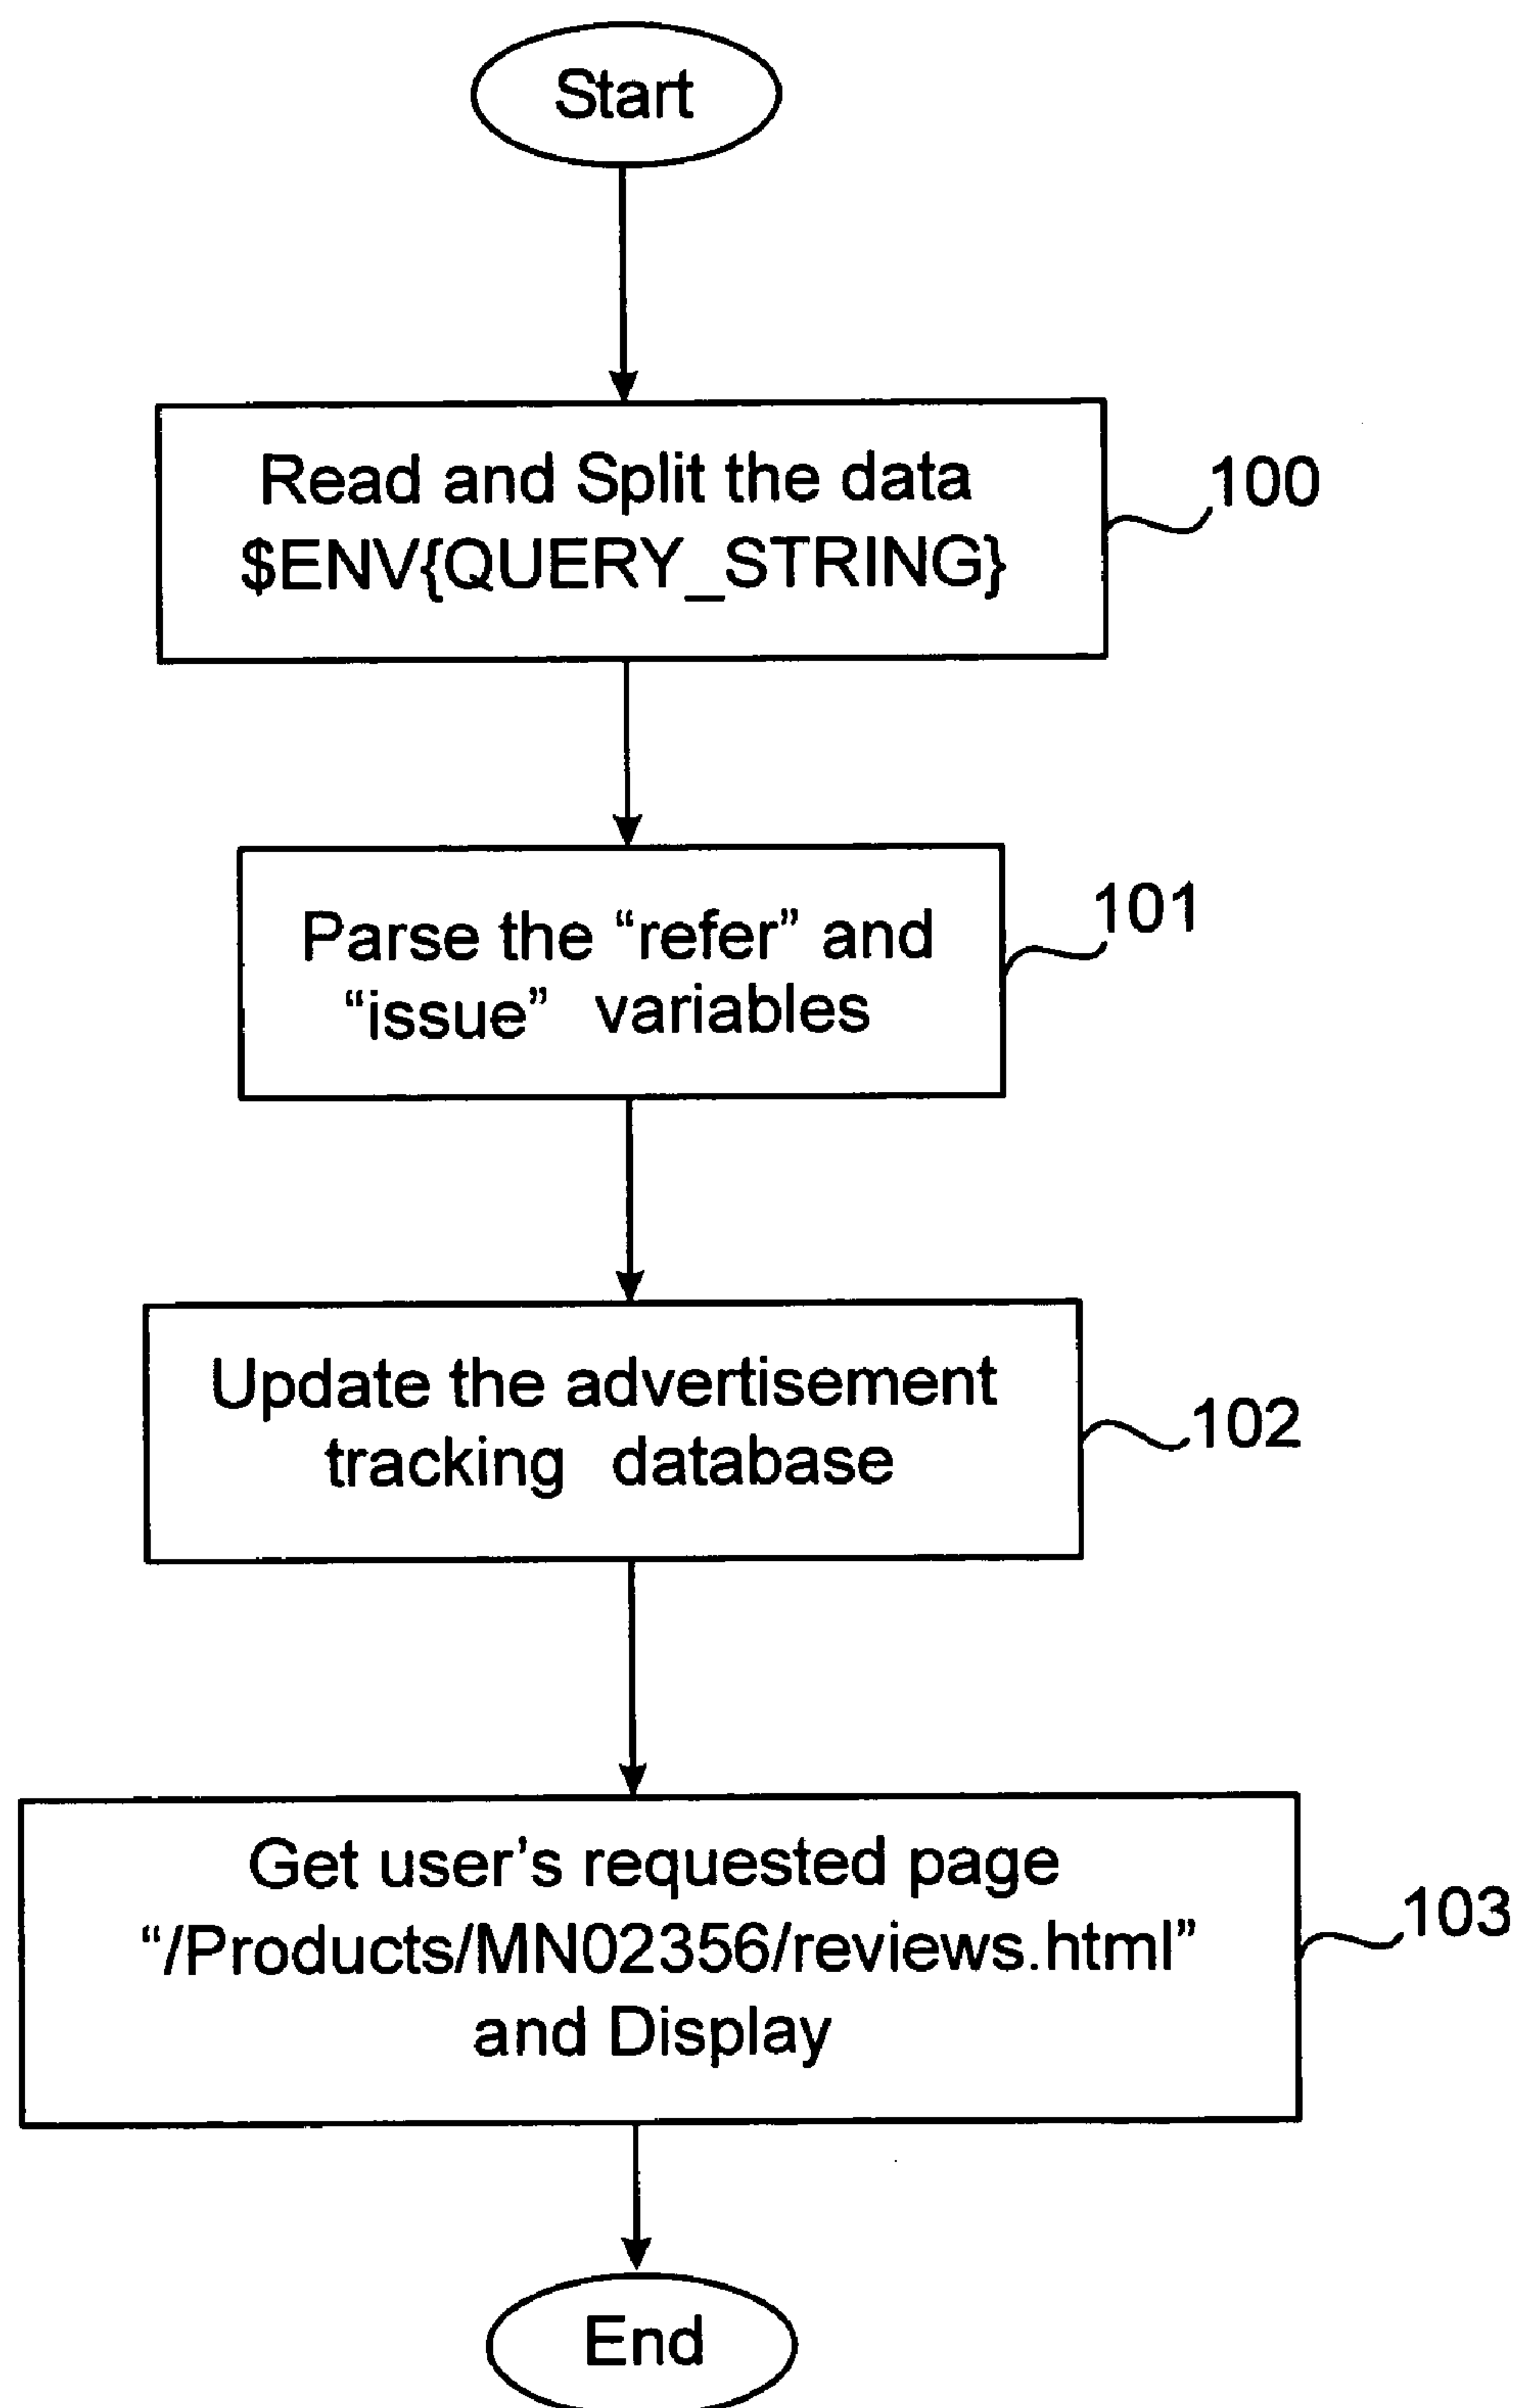 Start
Read and Split the data
$ENV{QUERY_STRING}
100
Parse the “refer” and
“issue” variables
101
Update the advertisement
tracking database
102
Get user’s requested page
“/Products/MN02356/reviews.html”
and Display
103
End